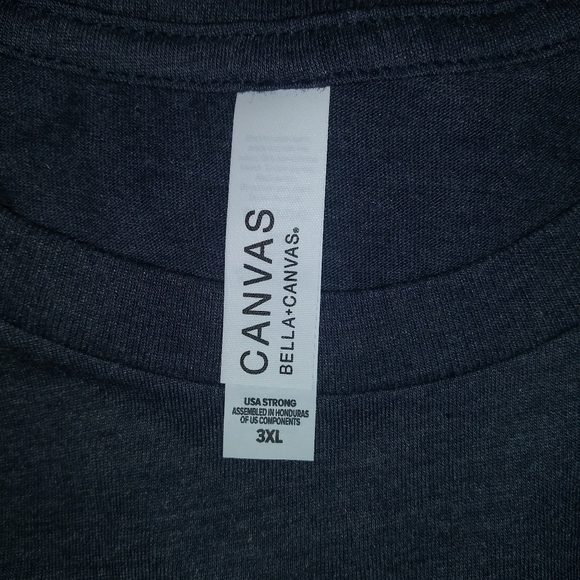 CANVAS
BELLA+CANVAS®
USA STRONG
ASSEMBLED IN HONDURAS
OF US COMPONENTS
3XL